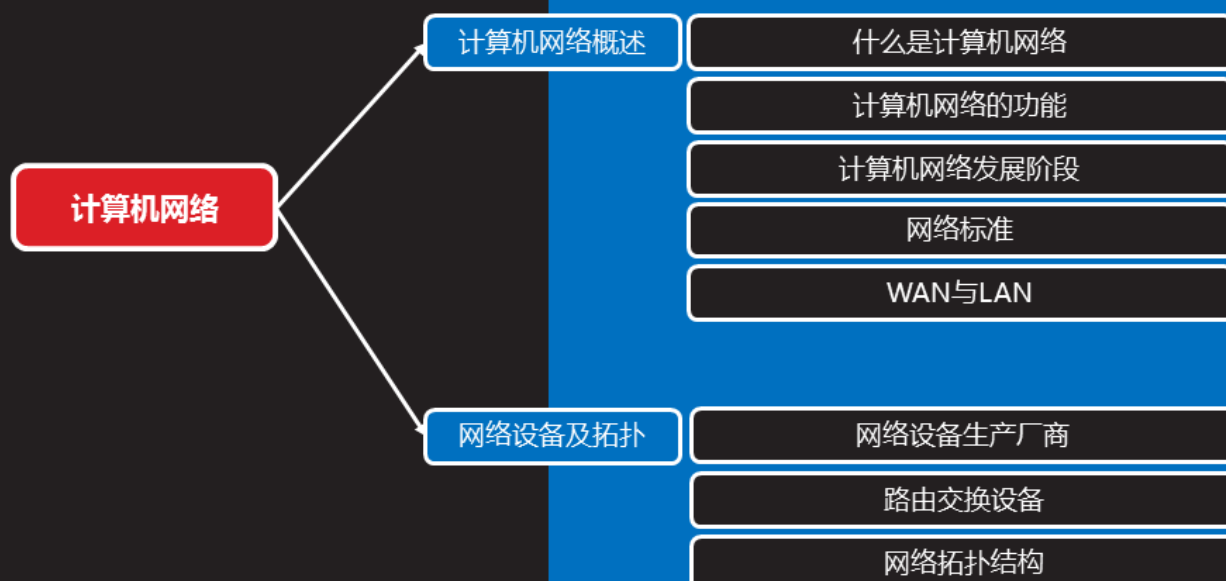 计算机网络
计算机网络概述
什么是计算机网络
计算机网络的功能
计算机网络发展阶段
网络标准
WAN与LAN
网络设备及拓扑
网络设备生产厂商
路由交换设备
网络拓扑结构